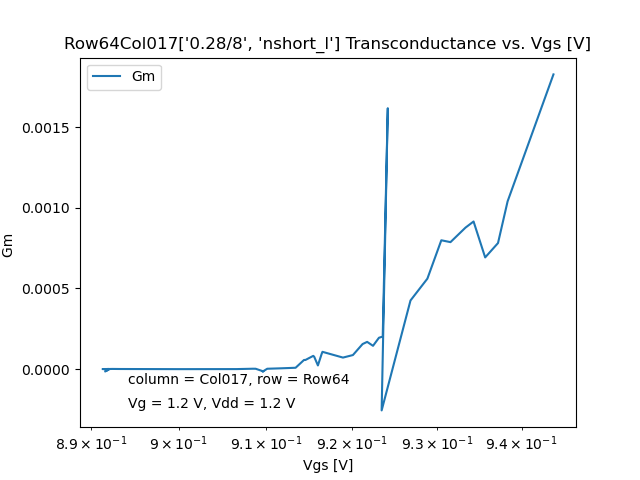 Row64Col017['0.28/8', 'nshort_l'] Transconductance vs. Vgs [V]
Gm
0.0015
0.0010
Gm
0.0005
0.0000
column = Col017, row = Row64
Vg = 1.2 V, Vdd = 1.2 V
8.9 × 10⁻¹ 9 × 10⁻¹ 9.1 × 10⁻¹ 9.2 × 10⁻¹ 9.3 × 10⁻¹ 9.4 × 10⁻¹
Vgs [V]